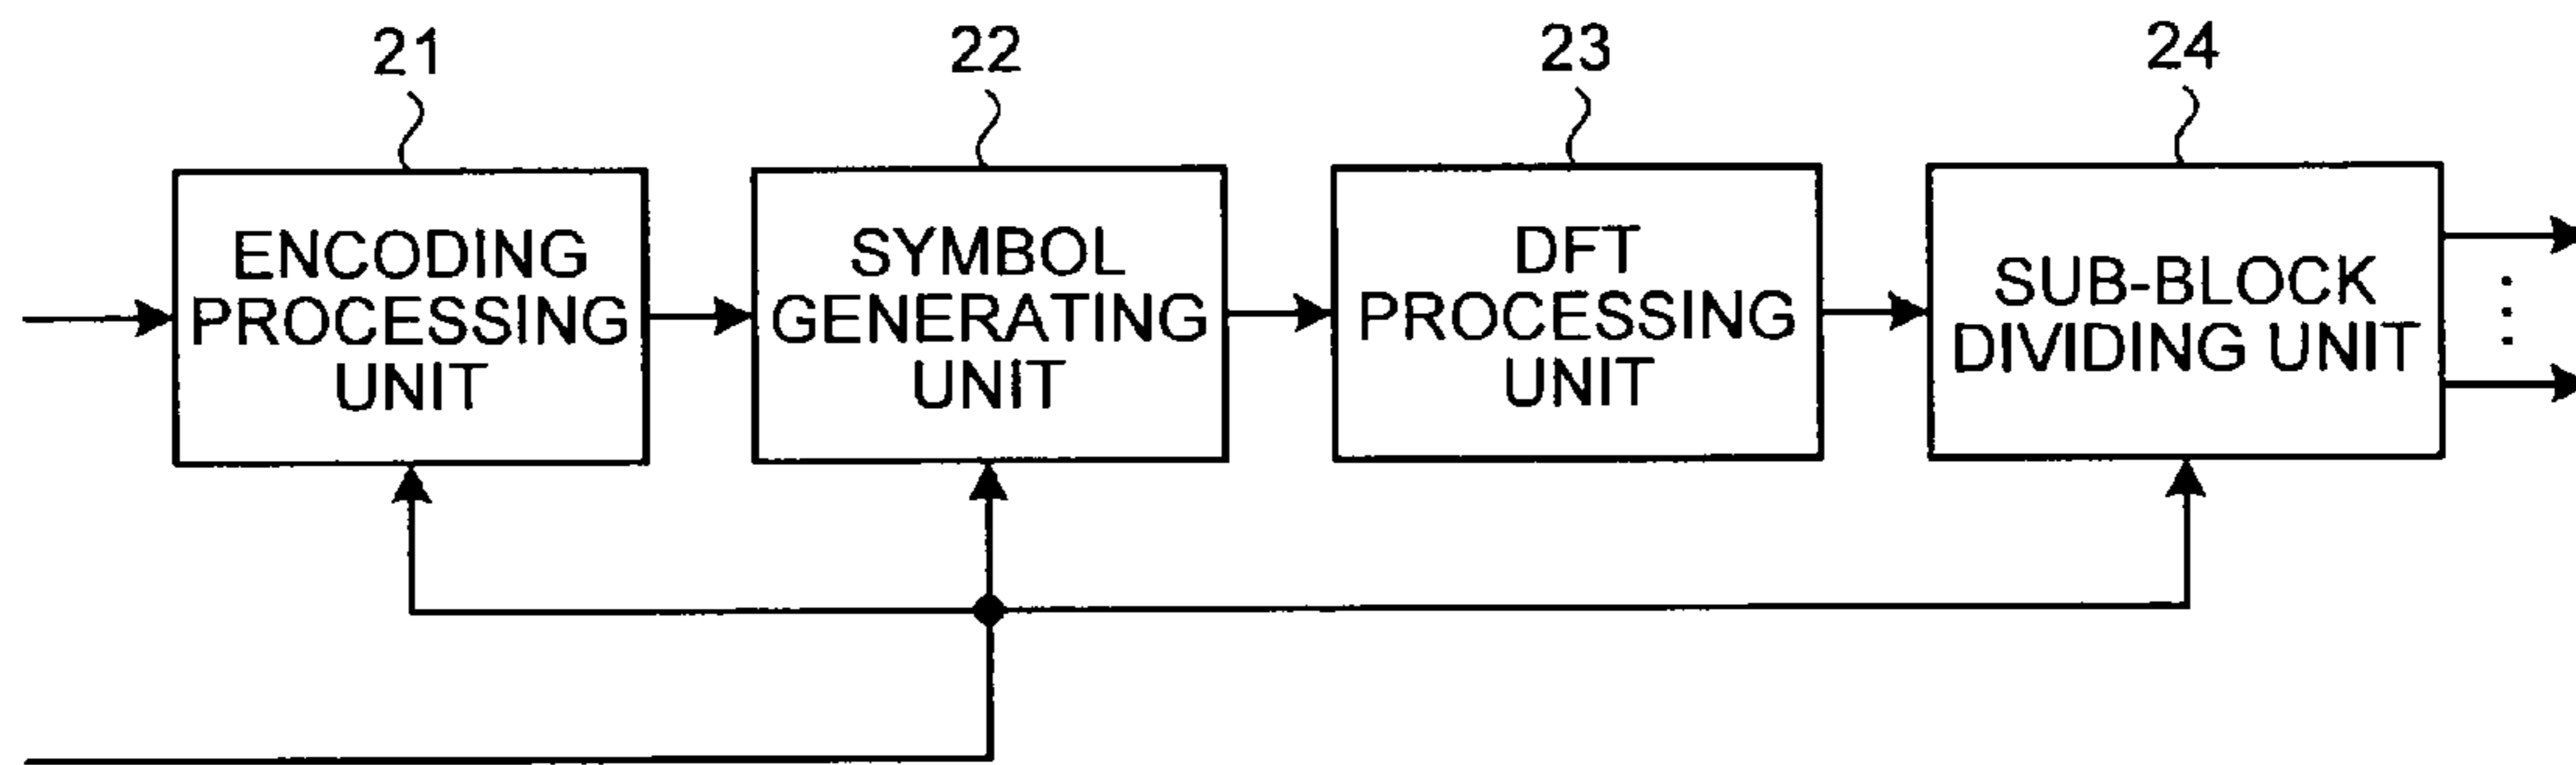 21
22
23
24
ENCODING
PROCESSING
UNIT
SYMBOL
GENERATING
UNIT
DFT
PROCESSING
UNIT
SUB-BLOCK
DIVIDING UNIT